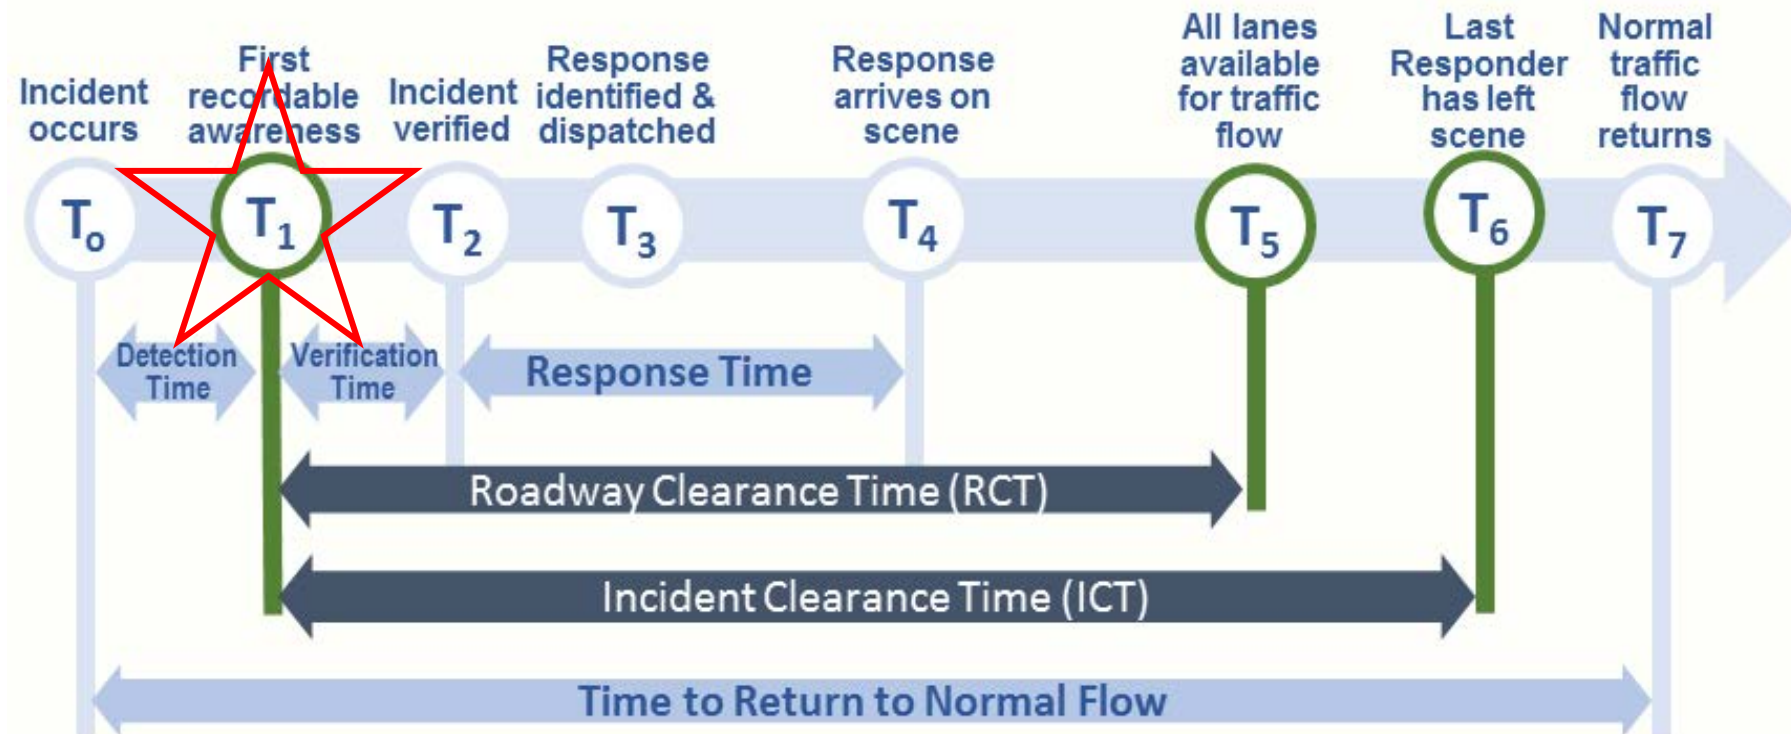 Incident
occurs
First
recordable
awareness
Incident
verified
Response
identified &
dispatched
Response
arrives on
scene
All lanes
available
for traffic
flow
Last
Responder
has left
scene
Normal
traffic
flow
returns
To
T1
T2
T3
T4
T5
T6
T7
Detection
Time
Verification
Time
Response Time
Roadway Clearance Time (RCT)
Incident Clearance Time (ICT)
Time to Return to Normal Flow